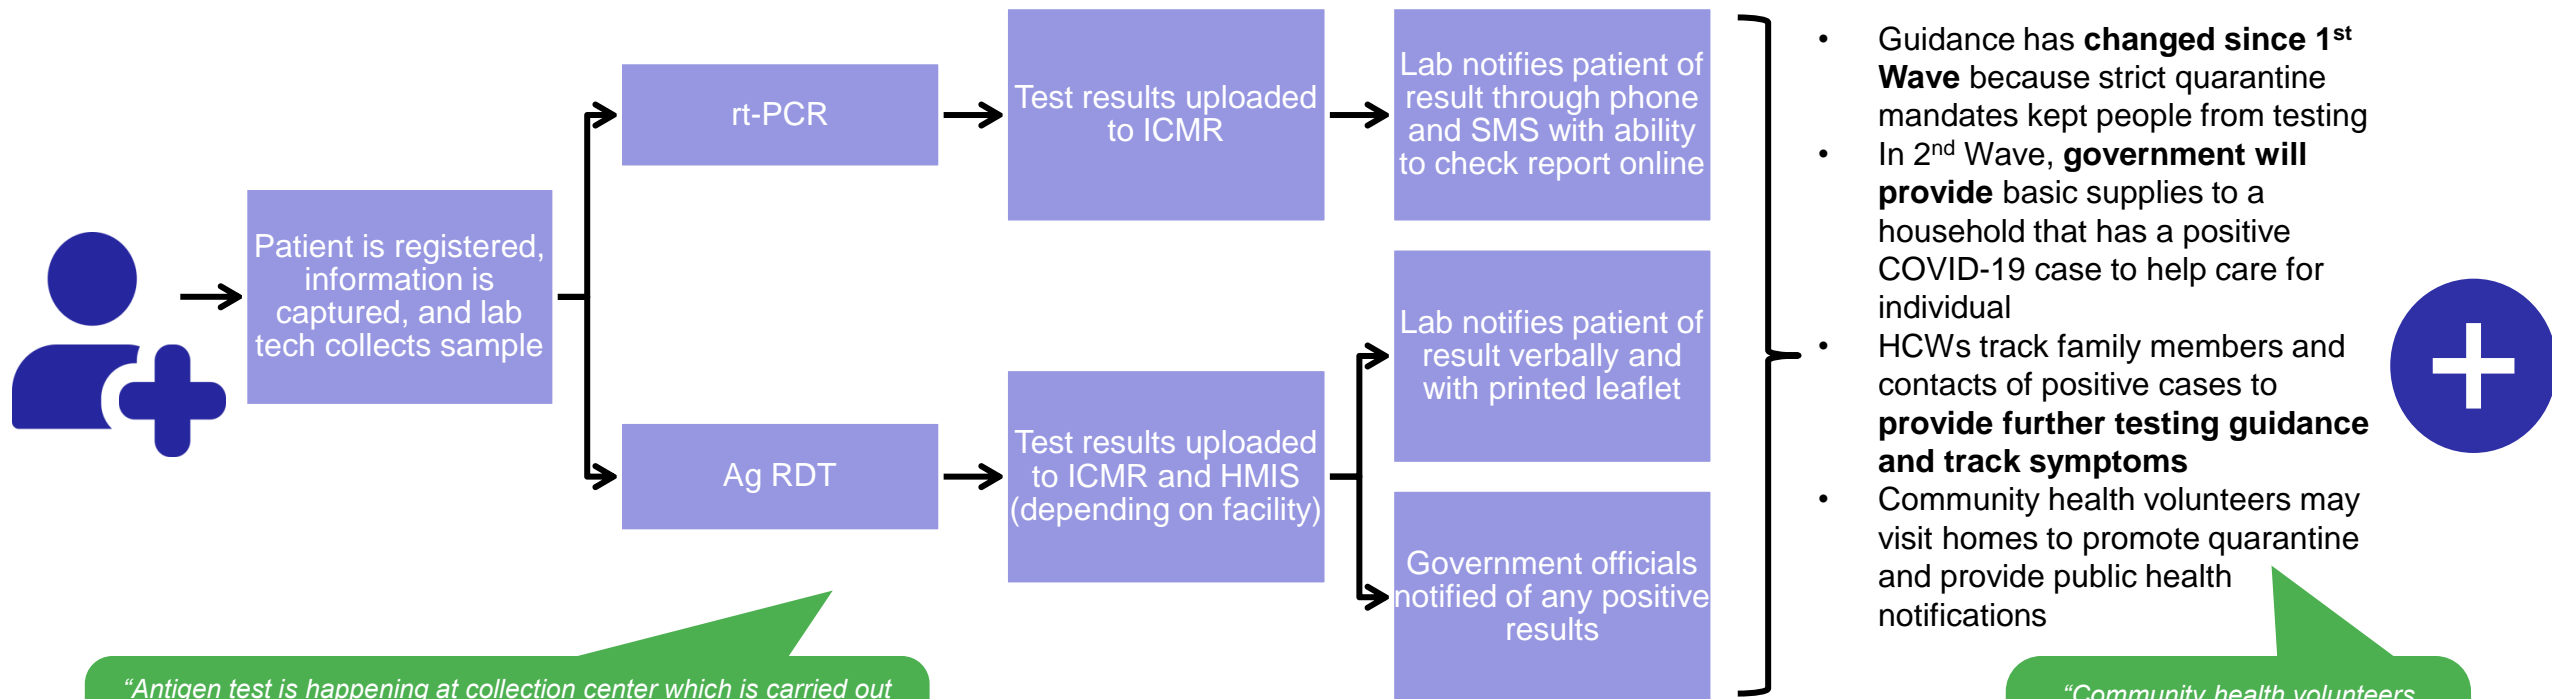 Patient is registered,
information is
captured, and lab
tech collects sample
rt-PCR
Test results uploaded
to ICMR
Lab notifies patient of
result through phone
and SMS with ability
to check report online
Ag RDT
Test results uploaded
to ICMR and HMIS
(depending on facility)
Lab notifies patient of
result verbally and
with printed leaflet
Government officials
notified of any positive
results
• Guidance has changed since 1st
Wave because strict quarantine
mandates kept people from testing
• In 2nd Wave, government will
provide basic supplies to a
household that has a positive
COVID-19 case to help care for
individual
• HCWs track family members and
contacts of positive cases to
provide further testing guidance
and track symptoms
• Community health volunteers may
visit homes to promote quarantine
and provide public health
notifications
“Antigen test is happening at collection center which is carried out
“Community health volunteers